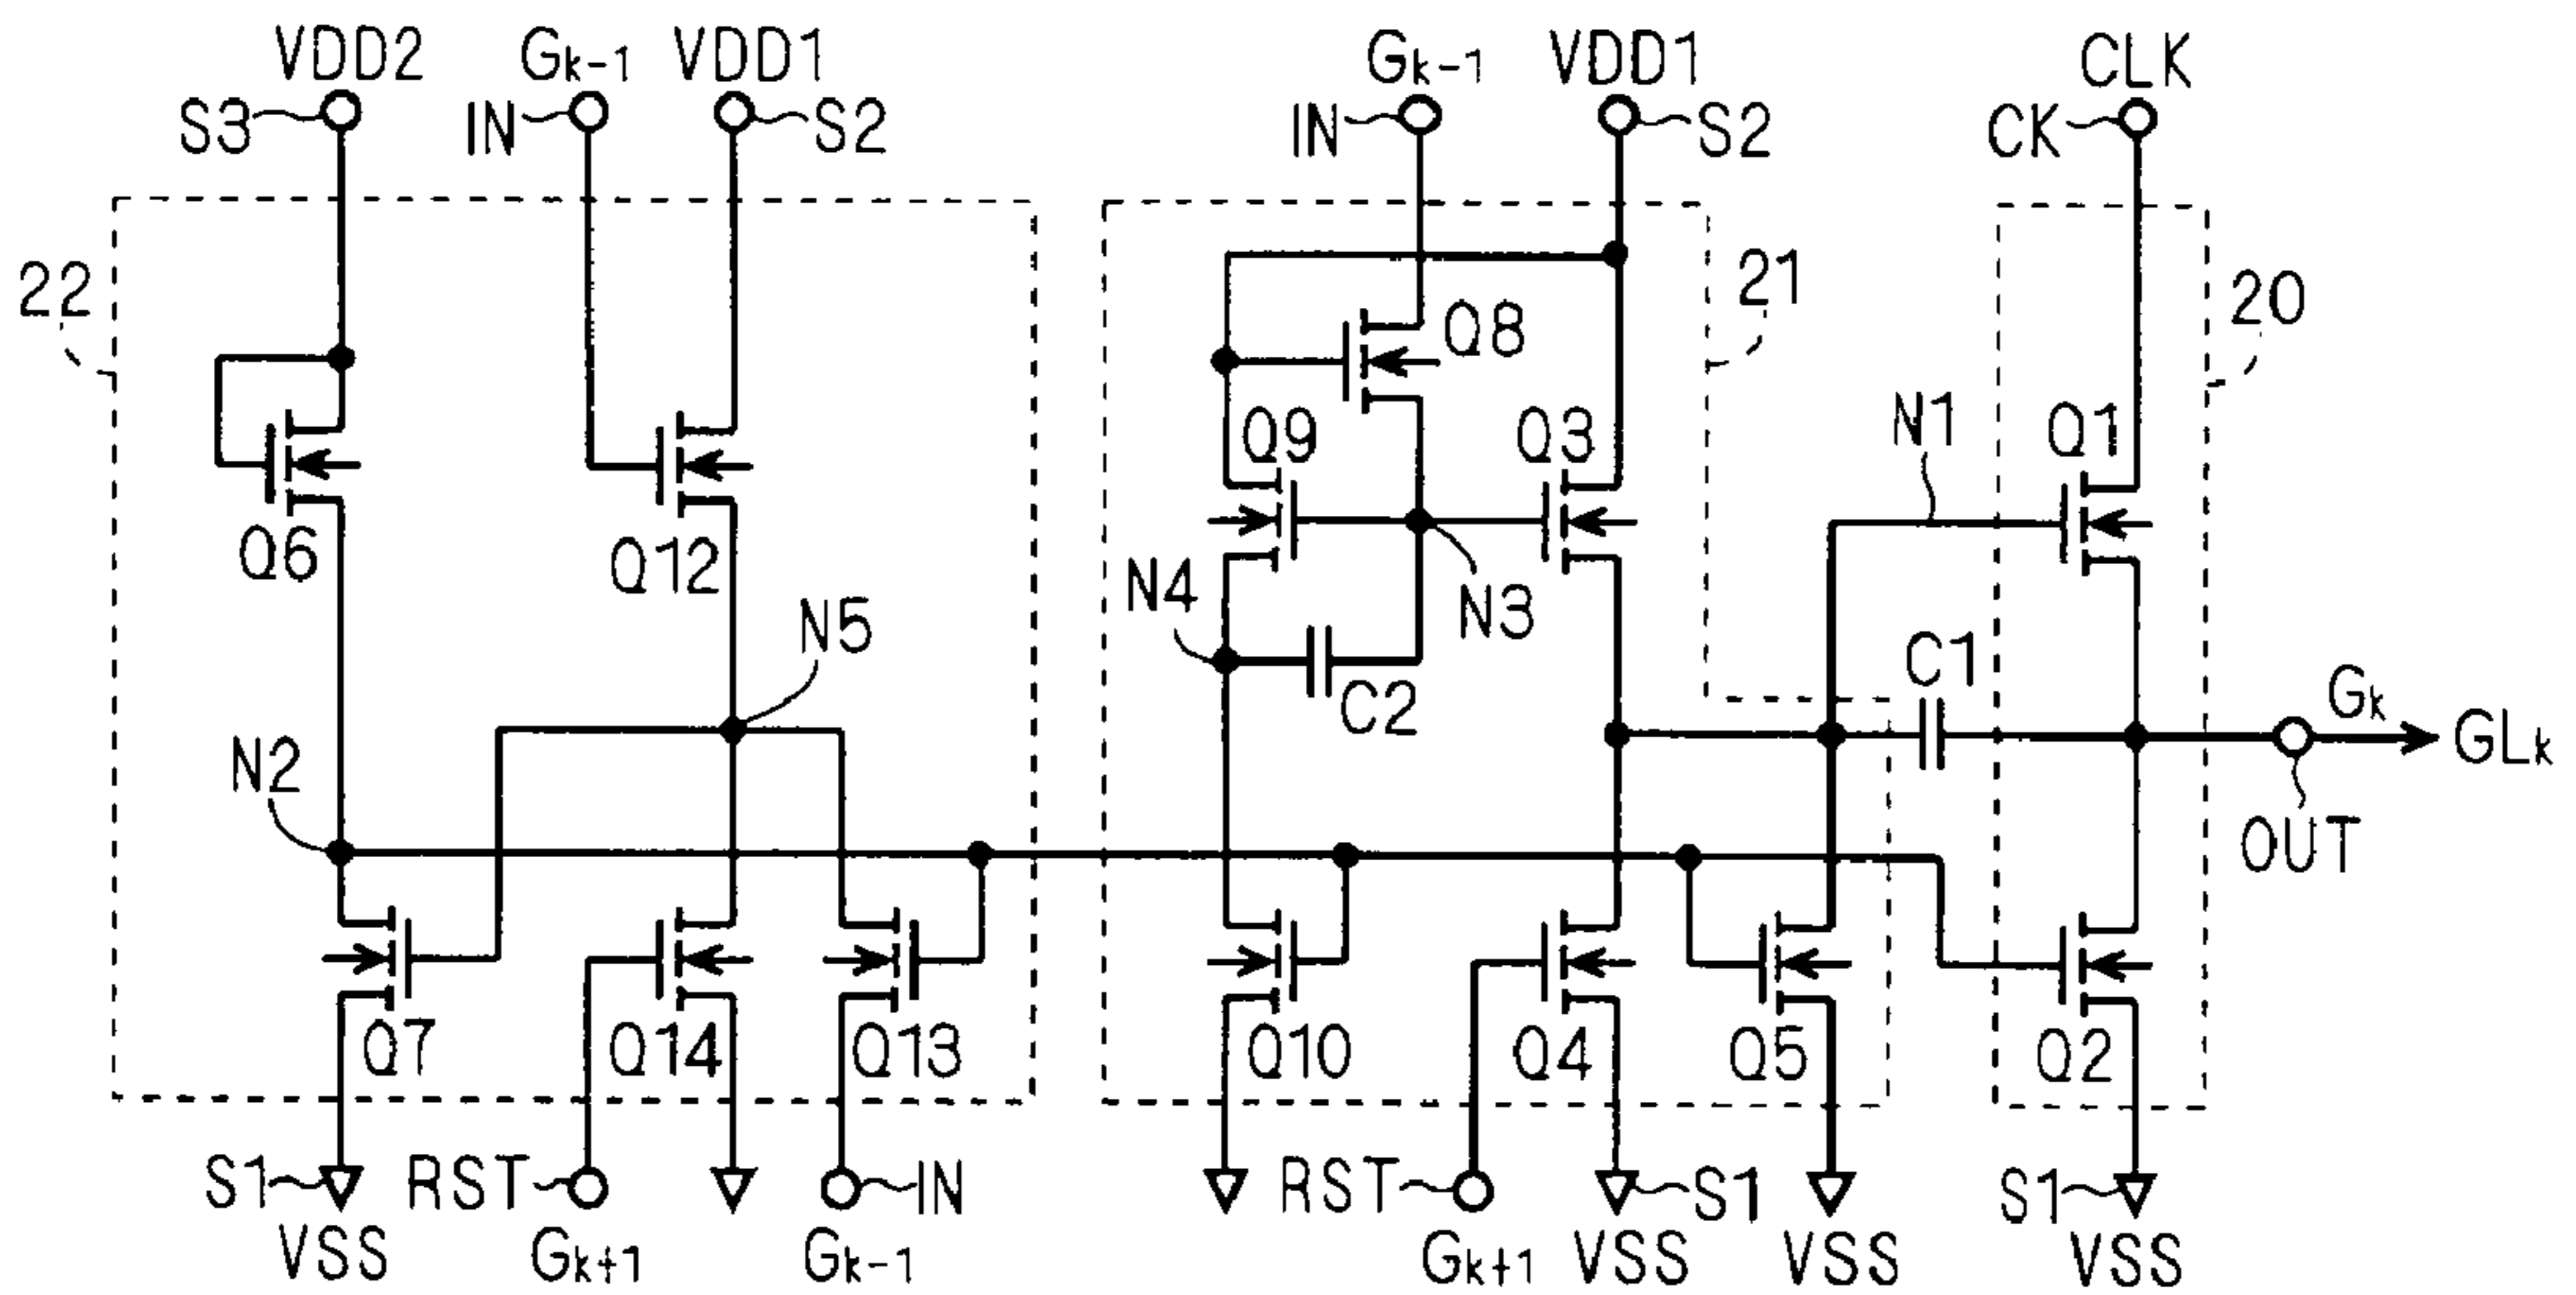 VDD2 Gk-1 VDD1 Gk-1 VDD1 CLK
S3 IN S2 IN S2 CK
22 21 20
Q8
Q9 Q3 N1 Q1
Q6 Q12
N4 N3
N5
C2 C1
Gk
N2 GLk
OUT
Q7 Q14 Q13 Q10 Q4 Q5 Q2
S1 RST IN RST S1 S1
VSS Gk+1 Gk-1 Gk+1 VSS VSS VSS